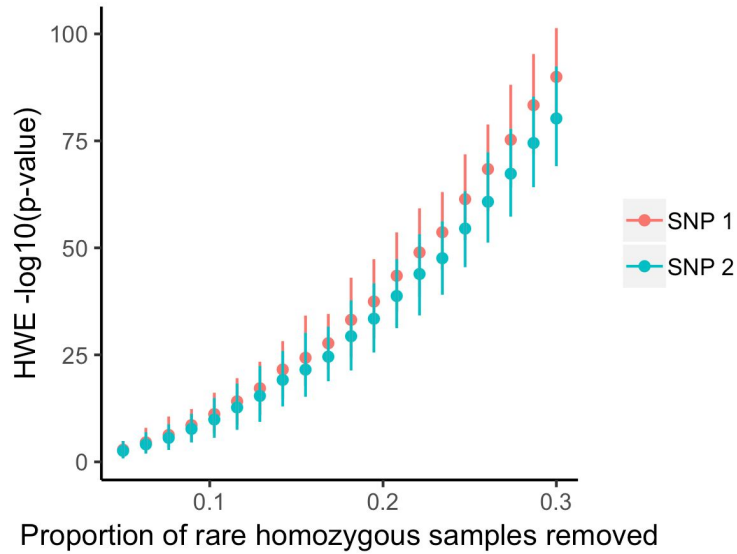 HWE -log10(p-value)
100
75
50
25
0
0.1
0.2
0.3
Proportion of rare homozygous samples removed
SNP 1
SNP 2